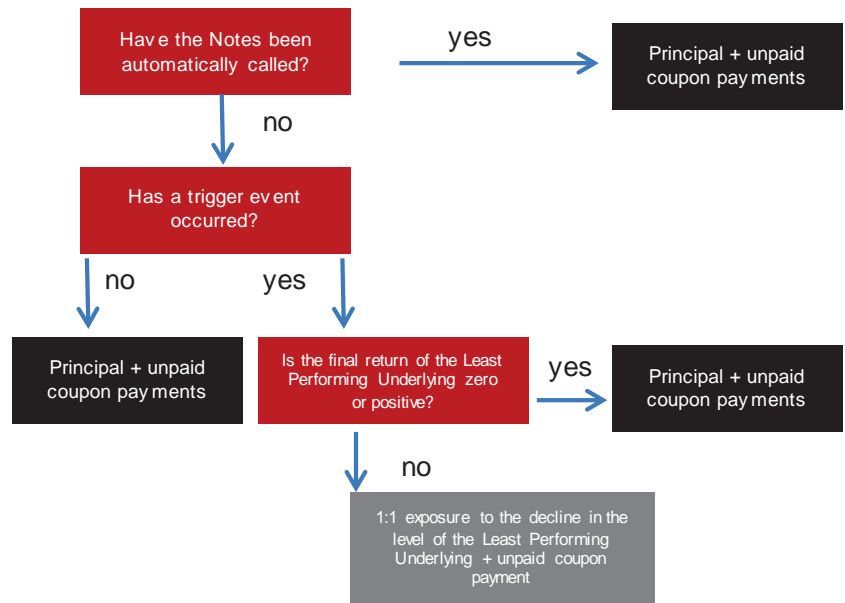 Have the Notes been
automatically called?
yes
Principal + unpaid
coupon payments
no
Has a trigger event
occurred?
no
yes
Principal + unpaid
coupon payments
Is the final return of the Least
Performing Underlying zero
or positive?
yes
Principal + unpaid
coupon payments
no
1:1 exposure to the decline in the
level of the Least Performing
Underlying + unpaid coupon
payment